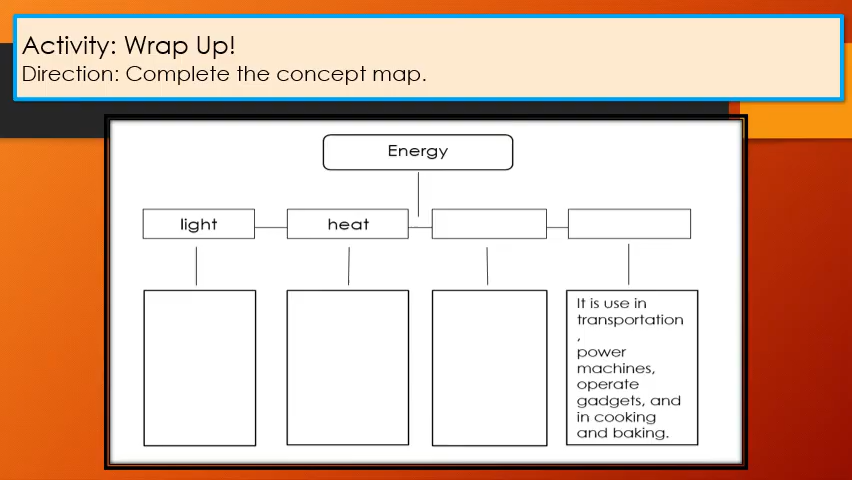 Activity: Wrap Up!
Direction: Complete the concept map.
Energy
light
heat
It is use in
transportation
,
power
machines,
operate
gadgets, and
in cooking
and baking.